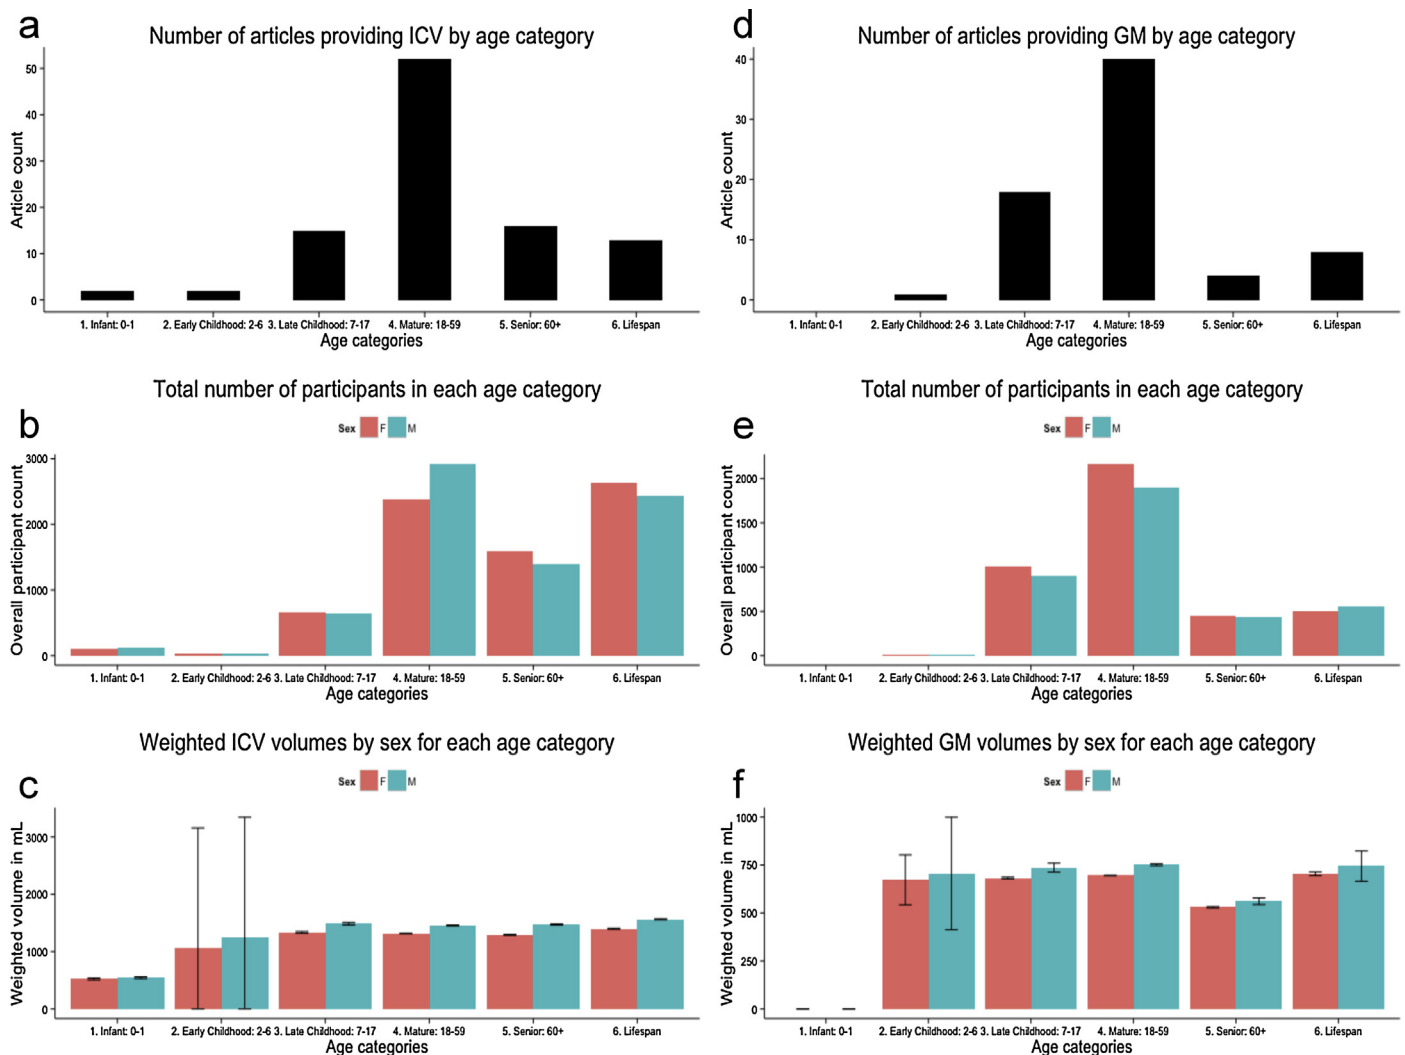 a
Number of articles providing ICV by age category
Article count
50
40
30
20
10
0
1. Infant: 0-1 2. Early Childhood: 2-6 3. Late Childhood: 7-17 4. Mature: 18-59 5. Senior: 60+ 6. Lifespan
Age categories
d
Number of articles providing GM by age category
Article count
40
30
20
10
0
1. Infant: 0-1 2. Early Childhood: 2-6 3. Late Childhood: 7-17 4. Mature: 18-59 5. Senior: 60+ 6. Lifespan
Age categories
b
Total number of participants in each age category
Sex F M
Overall participant count
3000
2000
1000
0
1. Infant: 0-1 2. Early Childhood: 2-6 3. Late Childhood: 7-17 4. Mature: 18-59 5. Senior: 60+ 6. Lifespan
Age categories
e
Total number of participants in each age category
Sex F M
Overall participant count
2000
1500
1000
500
0
1. Infant: 0-1 2. Early Childhood: 2-6 3. Late Childhood: 7-17 4. Mature: 18-59 5. Senior: 60+ 6. Lifespan
Age categories
c
Weighted ICV volumes by sex for each age category
Sex F M
Weighted volume in mL
3000
2000
1000
0
1. Infant: 0-1 2. Early Childhood: 2-6 3. Late Childhood: 7-17 4. Mature: 18-59 5. Senior: 60+ 6. Lifespan
Age categories
f
Weighted GM volumes by sex for each age category
Sex F M
Weighted volume in mL
1000
750
500
250
0
1. Infant: 0-1 2. Early Childhood: 2-6 3. Late Childhood: 7-17 4. Mature: 18-59 5. Senior: 60+ 6. Lifespan
Age categories